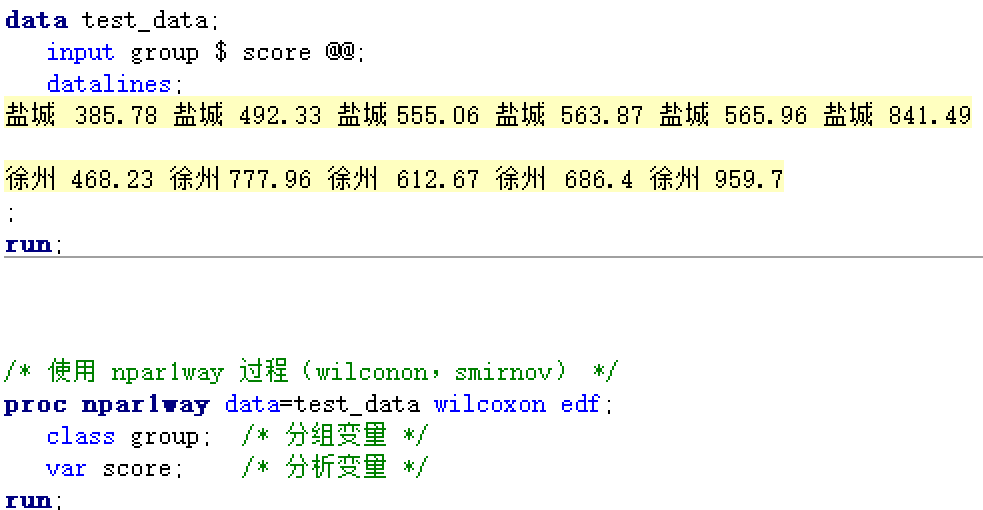 data test_data;
input group $ score @@;
datalines;
盐城 385.78 盐城 492.33 盐城 555.06 盐城 563.87 盐城 565.96 盐城 841.49
徐州 468.23 徐州 777.96 徐州 612.67 徐州 686.4 徐州 959.7
;
run;
/* 使用 npar1way 过程（wilconon，smirnov） */
proc npar1way data=test_data wilcoxon edf;
class group; /* 分组变量 */
var score; /* 分析变量 */
run;